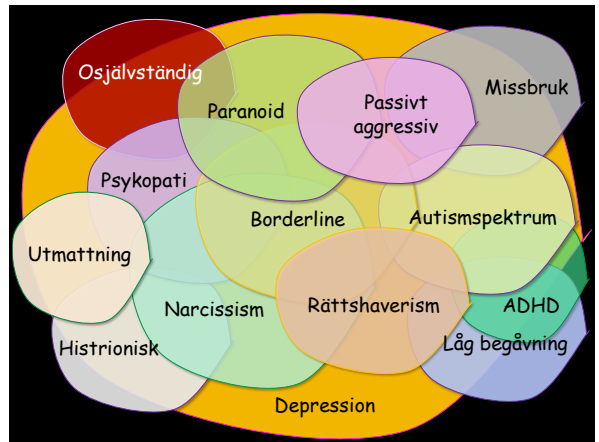 Osjälvständig
Paranoid
Passivt
aggressiv
Missbruk
Psykopati
Borderline
Autismspektrum
Utmattning
Narcissism
Rättshaverism
ADHD
Histrionisk
Låg begåvning
Depression